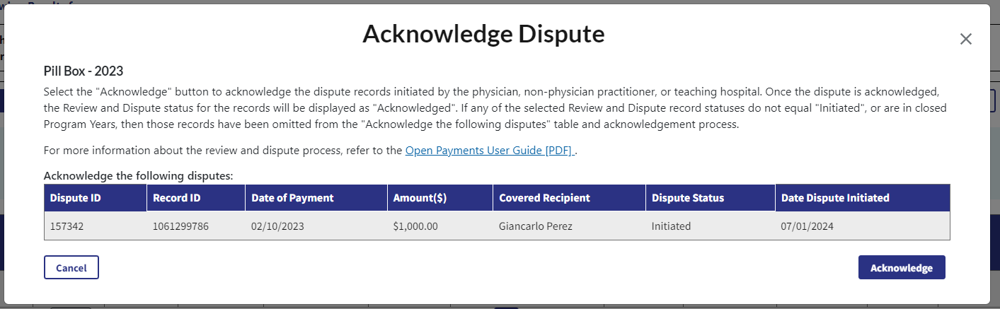 Acknowledge Dispute
Pill Box - 2023
Select the "Acknowledge" button to acknowledge the dispute records initiated by the physician, non-physician practitioner, or teaching hospital. Once the dispute is acknowledged,
the Review and Dispute status for the records will be displayed as "Acknowledged". If any of the selected Review and Dispute record statuses do not equal "Initiated", or are in closed
Program Years, then those records have been omitted from the "Acknowledge the following disputes" table and acknowledgement process.
For more information about the review and dispute process, refer to the Open Payments User Guide [PDF] .
Acknowledge the following disputes:
Dispute ID Record ID Date of Payment Amount($) Covered Recipient Dispute Status Date Dispute Initiated
157342 1061299786 02/10/2023 $1,000.00 Giancarlo Perez Initiated 07/01/2024
Cancel Acknowledge